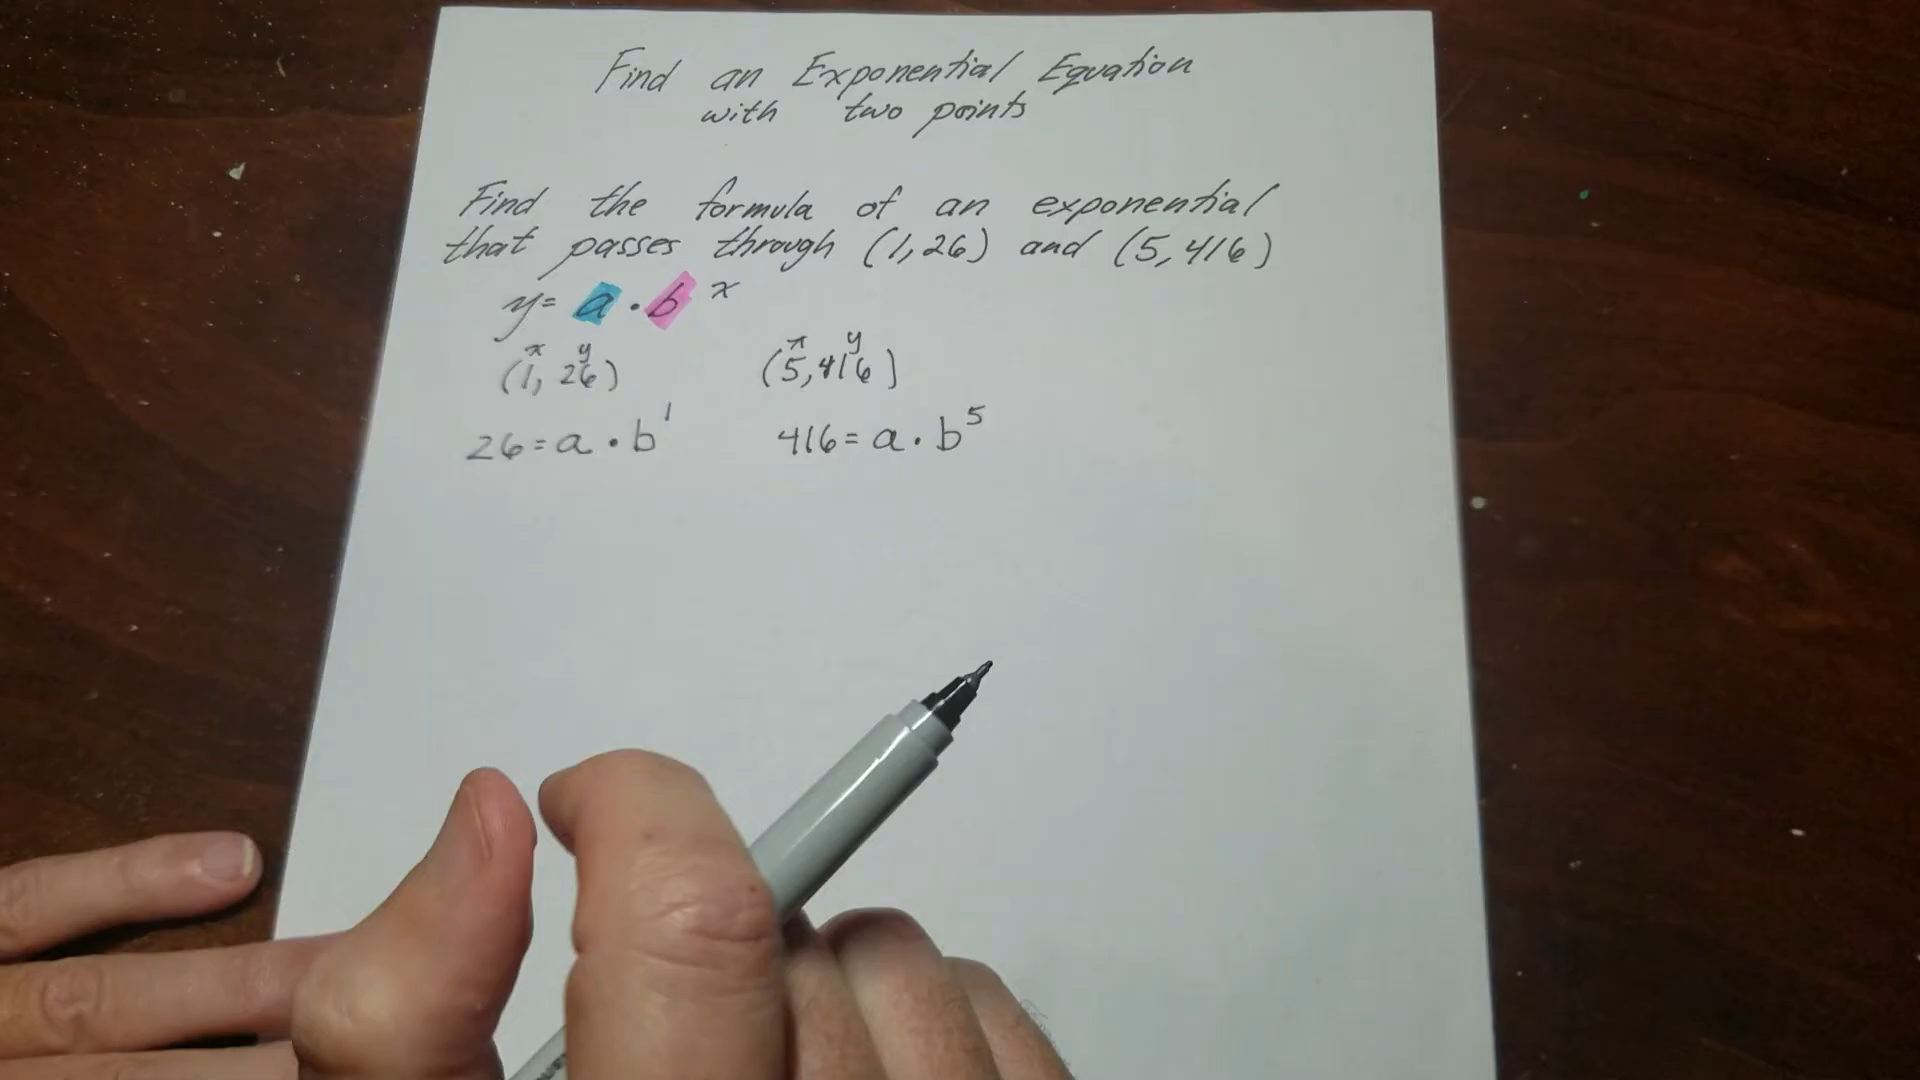 Find an Exponential Equation
with two points
Find the formula of an exponential
that passes through (1,26) and (5,416)
y= a · b^x
x y x y
(1, 26) (5,416)
26 = a · b^1 416 = a · b^5